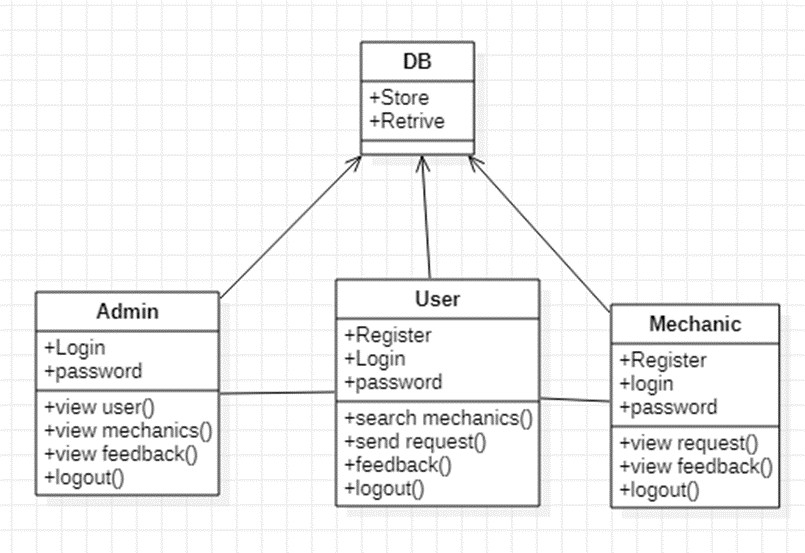 DB
+Store
+Retrive
Admin
+Login
+password
+view user()
+view mechanics()
+view feedback()
+logout()
User
+Register
+Login
+password
+search mechanics()
+send request()
+feedback()
+logout()
Mechanic
+Register
+login
+password
+view request()
+view feedback()
+logout()